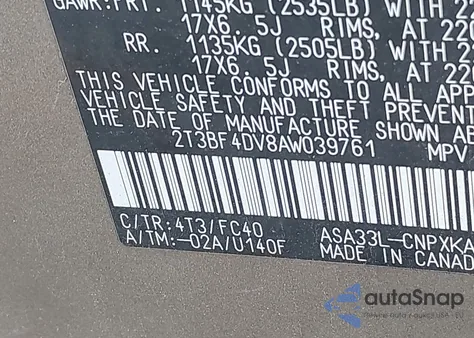 GAWR:FRT. 1145KG (2535LB) WITH
17X6. 5J RIMS, AT
RR. 1135KG (2505LB) WITH
17X6. 5J RIMS, AT
THIS VEHICLE CONFORMS TO ALL
VEHICLE SAFETY AND THEFT PREVENT
THE DATE OF MANUFACTURE SHOWN
2T3BF4DV8AW039761 MPV
C/TR: 4T3/FC40 ASA33L-CNPXKA
A/TM:-02A/U140F MADE IN CANAD
autoSnap